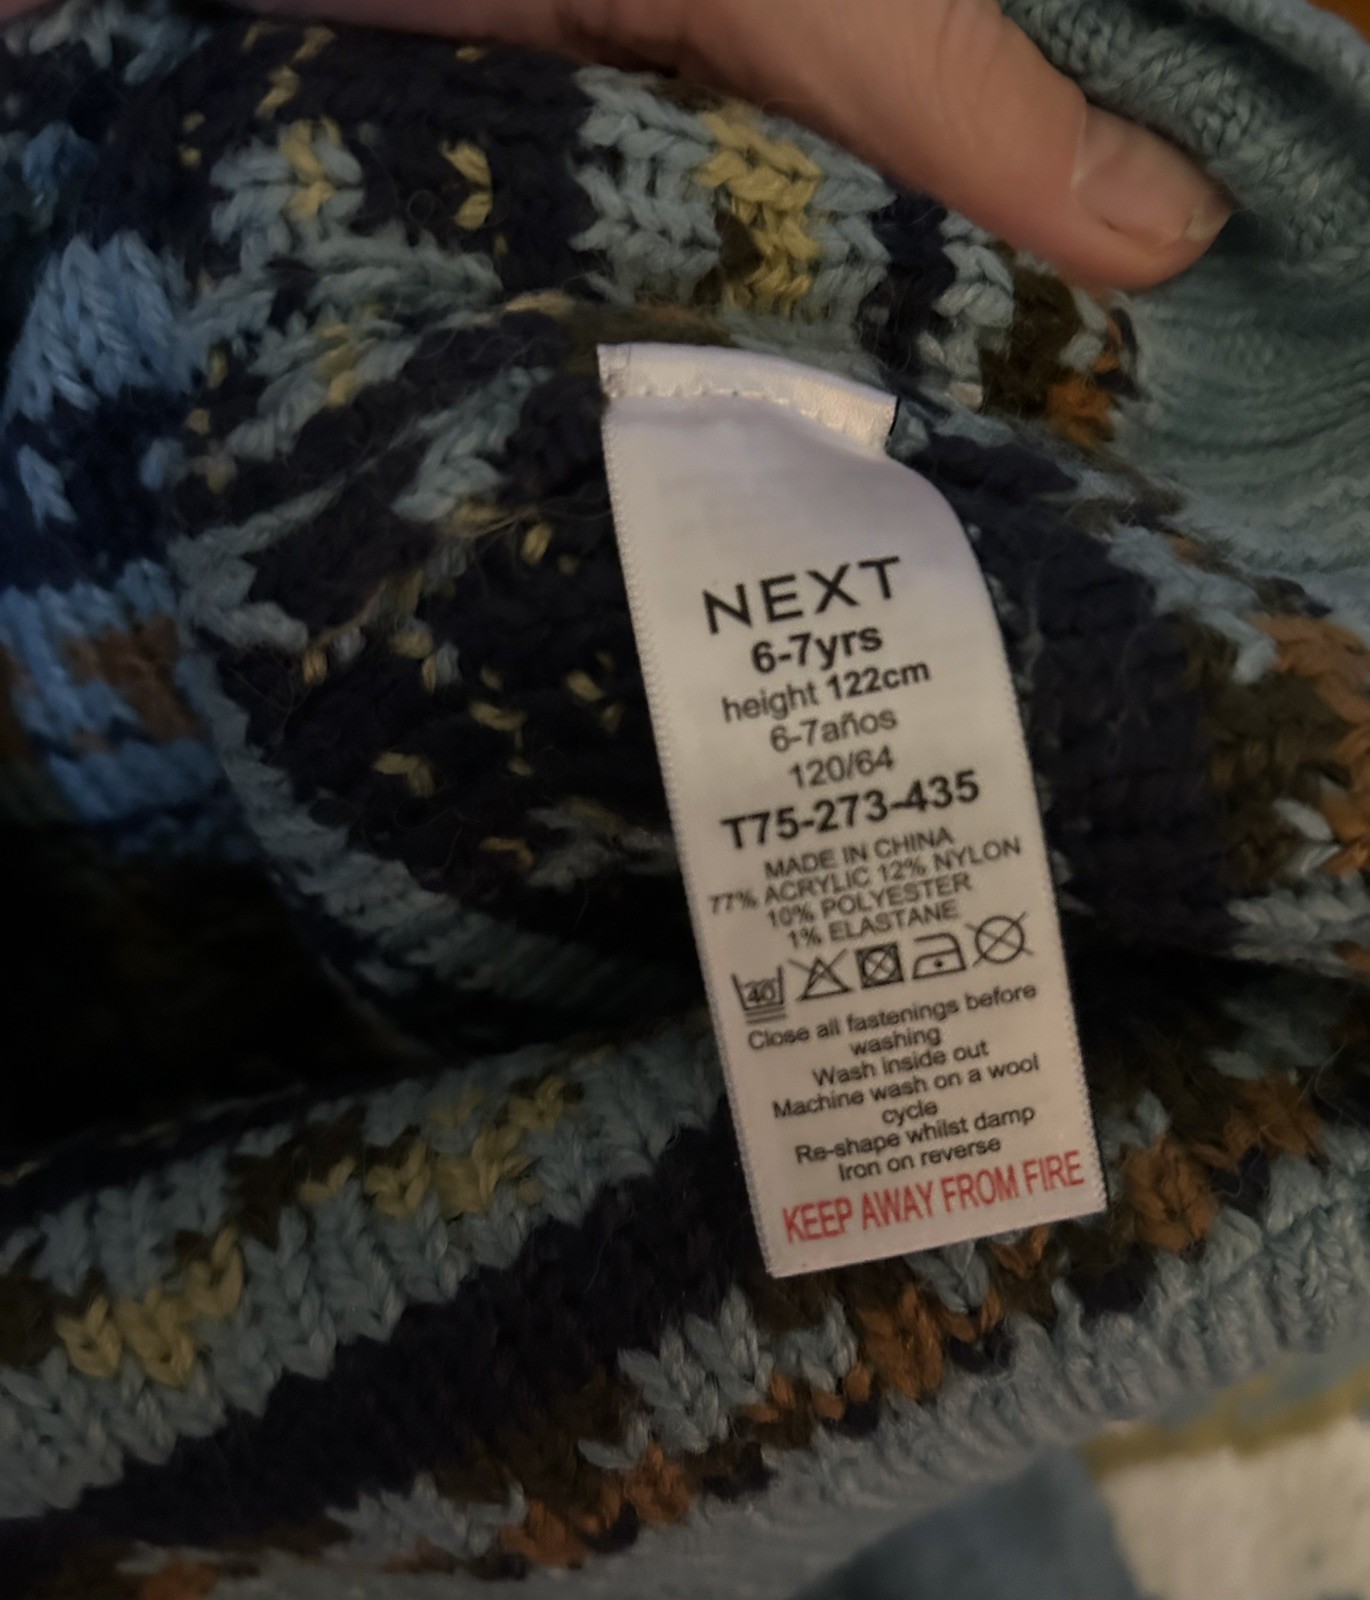 NEXT
6-7yrs
height 122cm
6-7años
120/64
T75-273-435
MADE IN CHINA
77% ACRYLIC 12% NYLON
10% POLYESTER
1% ELASTANE
40
Close all fastenings before
washing
Wash inside out
Machine wash on a wool
cycle
Re-shape whilst damp
Iron on reverse
KEEP AWAY FROM FIRE